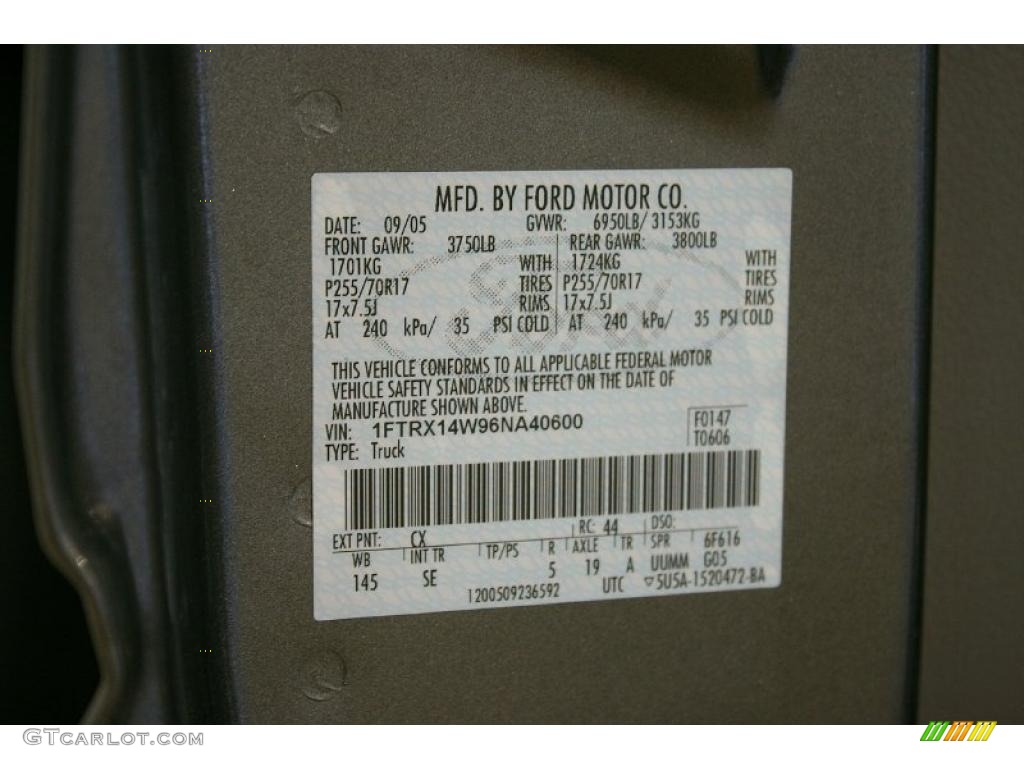 MFD. BY FORD MOTOR CO.
DATE: 09/05 GVWR: 6950LB/ 3153KG
FRONT GAWR: 3750LB REAR GAWR: 3800LB
1701KG WITH 1724KG WITH
P255/70R17 TIRES P255/70R17 TIRES
17x7.5J RIMS 17x7.5J RIMS
AT 240 kPa/ 35 PSI COLD AT 240 kPa/ 35 PSI COLD
THIS VEHICLE CONFORMS TO ALL APPLICABLE FEDERAL MOTOR
VEHICLE SAFETY STANDARDS IN EFFECT ON THE DATE OF
MANUFACTURE SHOWN ABOVE.
VIN: 1FTRX14W96NA40600 F0147
TYPE: Truck T0606
EXT PNT: CX RC: 44 DSO:
WB INT TR TP/PS R AXLE TR SPR 6F616
145 SE 5 19 A UUMM G05
1200509236592 UTC ▽5U5A-1520472-BA
GTCARLOT.COM